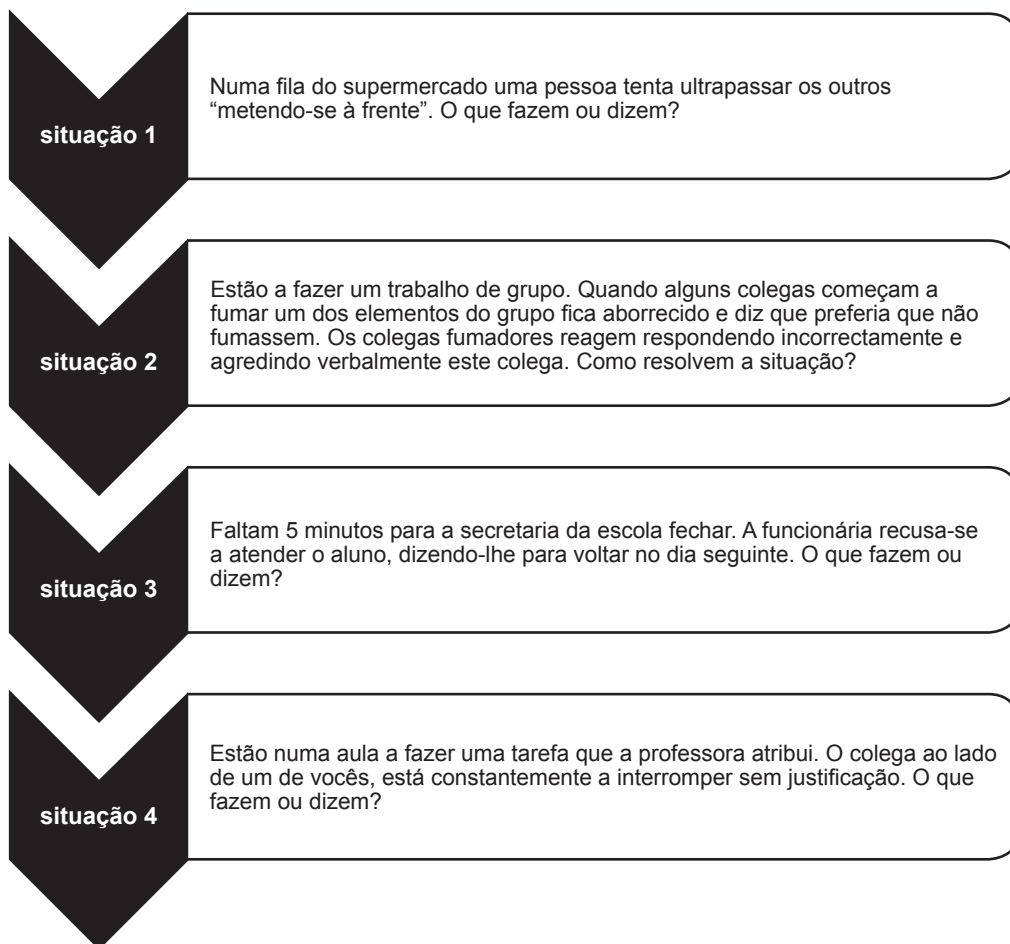 situação 1
Numa fila do supermercado uma pessoa tenta ultrapassar os outros
“metendo-se à frente”. O que fazem ou dizem?
situação 2
Estão a fazer um trabalho de grupo. Quando alguns colegas começam a
fumar um dos elementos do grupo fica aborrecido e diz que preferia que não
fumassem. Os colegas fumadores reagem respondendo incorrectamente e
agredindo verbalmente este colega. Como resolvem a situação?
situação 3
Faltam 5 minutos para a secretaria da escola fechar. A funcionária recusa-se
a atender o aluno, dizendo-lhe para voltar no dia seguinte. O que fazem ou
dizem?
situação 4
Estão numa aula a fazer uma tarefa que a professora atribui. O colega ao lado
de um de vocês, está constantemente a interromper sem justificação. O que
fazem ou dizem?